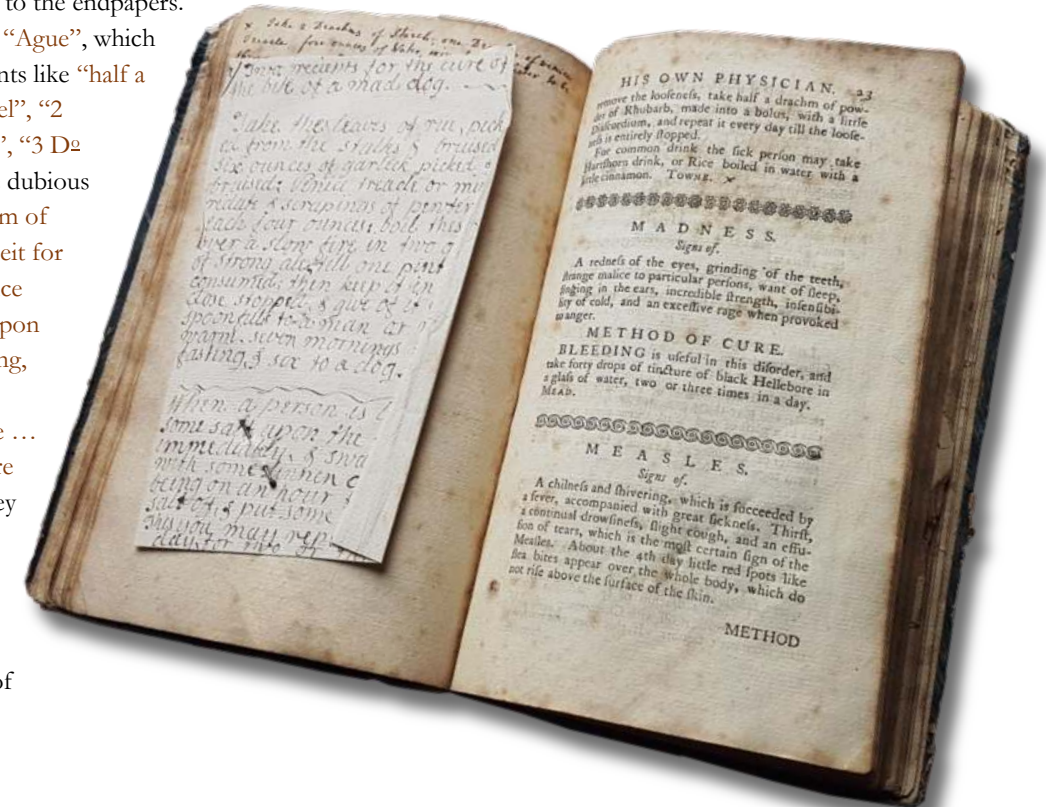 to the endpapers.
“Ague”, which
nts like “half a
el”, “2
”, “3 Dº
dubious
m of
eit for
ce
pon
ng,
e …
re
ey
of
Two receipts for the cure of
the bite of a mad dog.
Take the leaves of rue, pick
from the stalks & bruised
six ounces of garlick picked &
bruised; Venice treacle or my
redate & scrapings of pewter
each four ounces; boil this
over a slow fire in two q
of strong ale, till one pint
consumed; then keep it in
close stopped, & give of it
spoonfuls to a man or
warm, seven mornings
fasting, & six to a dog.
When a person is
some salt upon the
immediately, &
with some
being on an hour &
salt off, & put some
This you may rep
day for two
HIS OWN PHYSICIAN. 23
remove the looſeneſs, take half a drachm of pow-
der of Rhubarb, made into a bolus, with a little
Diaſcordium, and repeat it every day till the looſe-
neſs is entirely ſtopped.
For common drink the ſick perſon may take
Hartſhorn drink, or Rice boiled in water with a
little cinnamon. TOWNE. ×
MADNESS.
Signs of.
A redneſs of the eyes, grinding of the teeth,
ſtrange malice to particular perſons, want of ſleep,
ſinging in the ears, incredible ſtrength, inſenſibi-
lity of cold, and an exceſſive rage when provoked
to anger.
METHOD OF CURE.
BLEEDING is uſeful in this diſorder, and
take forty drops of tincture of black Hellebore in
a glaſs of water, two or three times in a day.
MEAD.
MEASLES.
Signs of.
A chilneſs and ſhivering, which is ſucceeded by
a fever, accompanied with great ſickneſs. Thirſt,
a continual drowſineſs, ſlight cough, and an effu-
ſion of tears, which is the moſt certain ſign of the
Meaſles. About the 4th day little red ſpots like
flea bites appear over the whole body, which do
not riſe above the ſurface of the ſkin.
METHOD